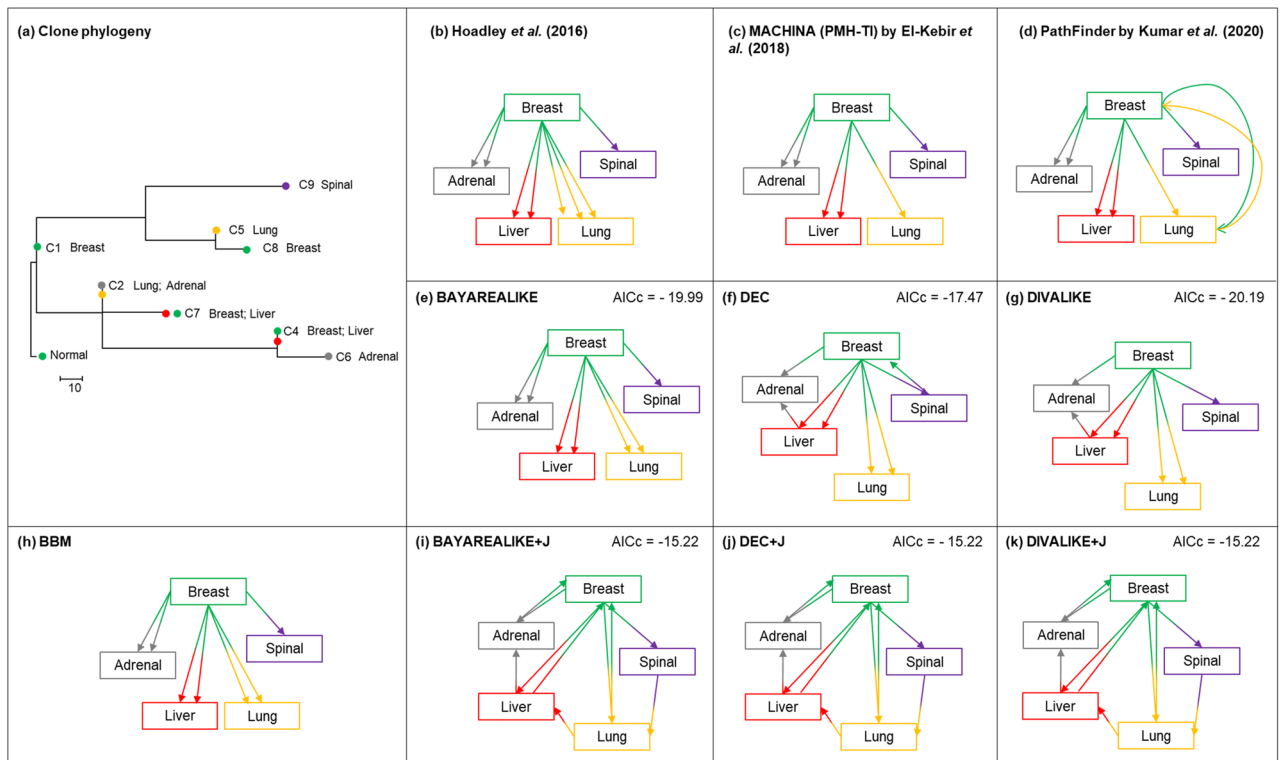 (a) Clone phylogeny
C9 Spinal
C5 Lung
C1 Breast
C8 Breast
C2 Lung; Adrenal
C7 Breast; Liver
C4 Breast; Liver
Normal
C6 Adrenal
10
(b) Hoadley et al. (2016)
Breast
Spinal
Adrenal
Liver
Lung
(c) MACHINA (PMH-TI) by El-Kebir et
al. (2018)
Breast
Spinal
Adrenal
Liver
Lung
(d) PathFinder by Kumar et al. (2020)
Breast
Spinal
Adrenal
Liver
Lung
(e) BAYAREALIKE AICc = - 19.99
Breast
Spinal
Adrenal
Liver
Lung
(f) DEC AICc = -17.47
Breast
Adrenal
Spinal
Liver
Lung
(g) DIVALIKE AICc = - 20.19
Breast
Adrenal
Spinal
Liver
Lung
(h) BBM
Breast
Spinal
Adrenal
Liver
Lung
(i) BAYAREALIKE+J AICc = -15.22
Breast
Adrenal
Spinal
Liver
Lung
(j) DEC+J AICc = - 15.22
Breast
Adrenal
Spinal
Liver
Lung
(k) DIVALIKE+J AICc = -15.22
Breast
Adrenal
Spinal
Liver
Lung